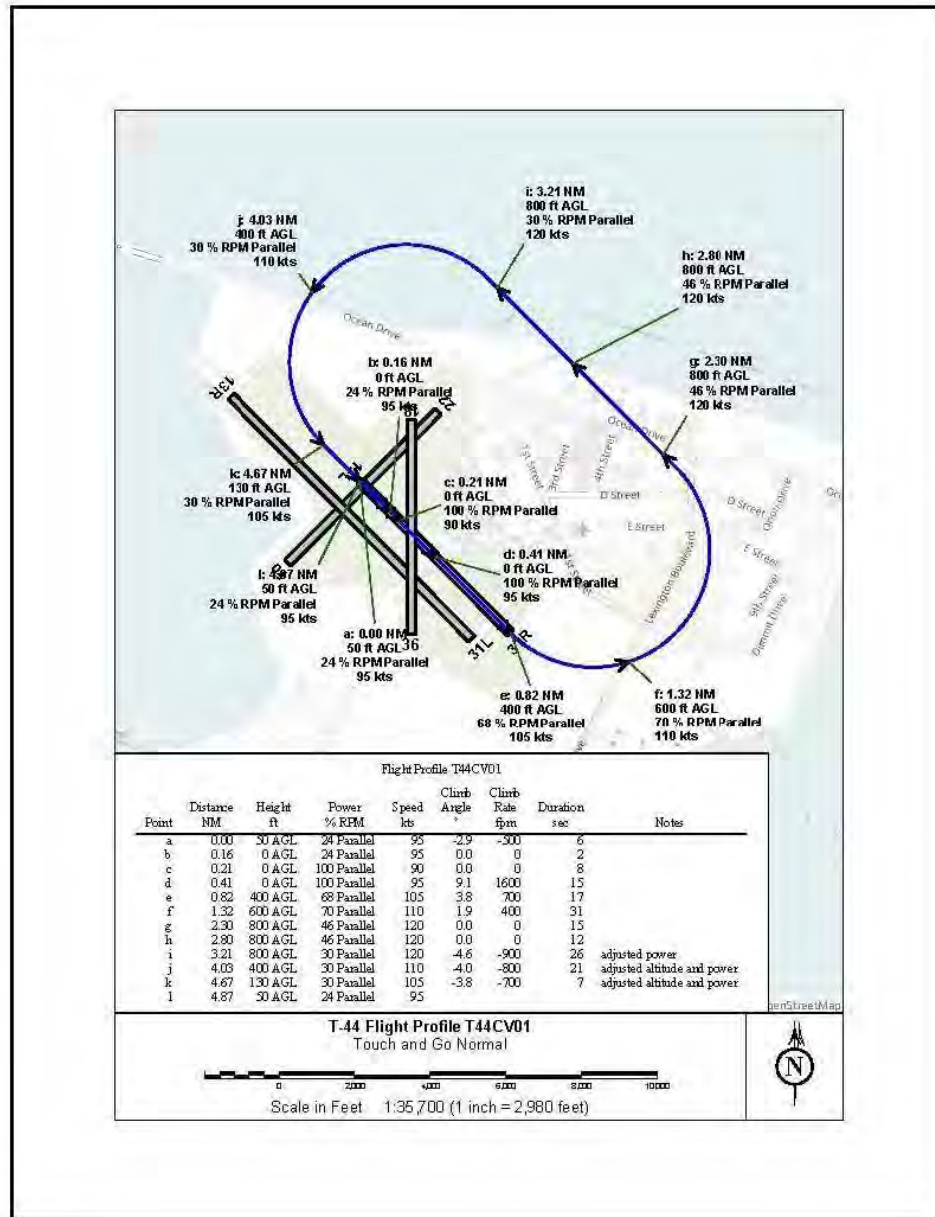 i: 3.21 NM
800 ft AGL
30 % RPM Parallel
120 kts
j: 4.03 NM
400 ft AGL
30 % RPM Parallel
110 kts
h: 2.80 NM
800 ft AGL
46 % RPM Parallel
120 kts
Ocean Drive
b: 0.16 NM
0 ft AGL
24 % RPM Parallel
95 kts
g: 2.30 NM
800 ft AGL
46 % RPM Parallel
120 kts
13R
22
18
Ocean Drive
1st Street
3rd Street
4th Street
D Street
E Street
D Street
E Street
9th Street
Dimmit Drive
Lexington Boulevard
k: 4.67 NM
130 ft AGL
30 % RPM Parallel
105 kts
c: 0.21 NM
0 ft AGL
100 % RPM Parallel
90 kts
d: 0.41 NM
0 ft AGL
100 % RPM Parallel
95 kts
l: 4.87 NM
50 ft AGL
24 % RPM Parallel
95 kts
a: 0.00 NM
50 ft AGL
24 % RPM Parallel
95 kts
36
31L
e: 0.82 NM
400 ft AGL
68 % RPM Parallel
105 kts
f: 1.32 NM
600 ft AGL
70 % RPM Parallel
110 kts
Flight Profile T44CV01
Climb Climb
Distance Height Power Speed Angle Rate Duration
Point NM ft % RPM kts ° fpm sec Notes
a 0.00 50 AGL 24 Parallel 95 -2.9 -500 6
b 0.16 0 AGL 24 Parallel 95 0.0 0 2
c 0.21 0 AGL 100 Parallel 90 0.0 0 8
d 0.41 0 AGL 100 Parallel 95 9.1 1600 15
e 0.82 400 AGL 68 Parallel 105 3.8 700 17
f 1.32 600 AGL 70 Parallel 110 1.9 400 31
g 2.30 800 AGL 46 Parallel 120 0.0 0 15
h 2.80 800 AGL 46 Parallel 120 0.0 0 12
i 3.21 800 AGL 30 Parallel 120 -4.6 -900 26 adjusted power
j 4.03 400 AGL 30 Parallel 110 -4.0 -800 21 adjusted altitude and power
k 4.67 130 AGL 30 Parallel 105 -3.8 -700 7 adjusted altitude and power
l 4.87 50 AGL 24 Parallel 95
penStreetMap
T-44 Flight Profile T44CV01
Touch and Go Normal
0 2,000 4,000 6,000 8,000 10,000
Scale in Feet 1:35,700 (1 inch = 2,980 feet)
N